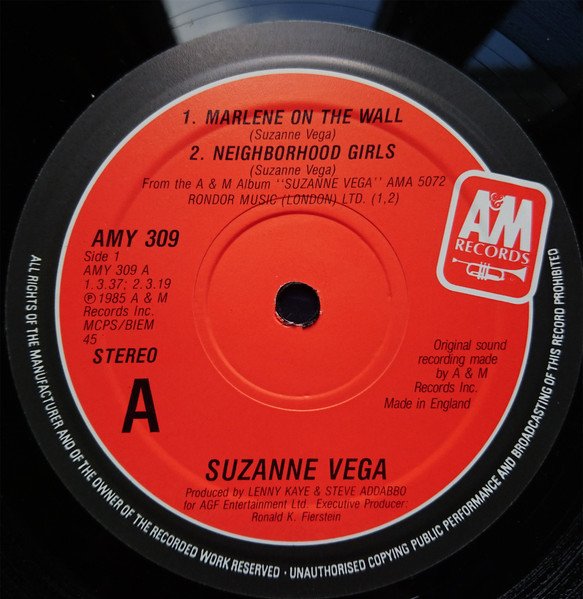 1. MARLENE ON THE WALL
(Suzanne Vega)
2. NEIGHBORHOOD GIRLS
(Suzanne Vega)
From the A & M Album "SUZANNE VEGA" AMA 5072
RONDOR MUSIC (LONDON) LTD. (1,2)
A&M
RECORDS
AMY 309
Side 1
AMY 309 A
1.3.37; 2.3.19
℗ 1985 A & M
Records Inc.
MCPS/BIEM
45
STEREO
A
Original sound
recording made
by A & M
Records Inc.
Made in England
SUZANNE VEGA
Produced by LENNY KAYE & STEVE ADDABBO
for AGF Entertainment Ltd. Executive Producer:
Ronald K. Fierstein
ALL RIGHTS OF THE MANUFACTURER AND OF THE OWNER OF THE RECORDED WORK RESERVED · UNAUTHORISED COPYING PUBLIC PERFORMANCE AND BROADCASTING OF THIS RECORD PROHIBITED